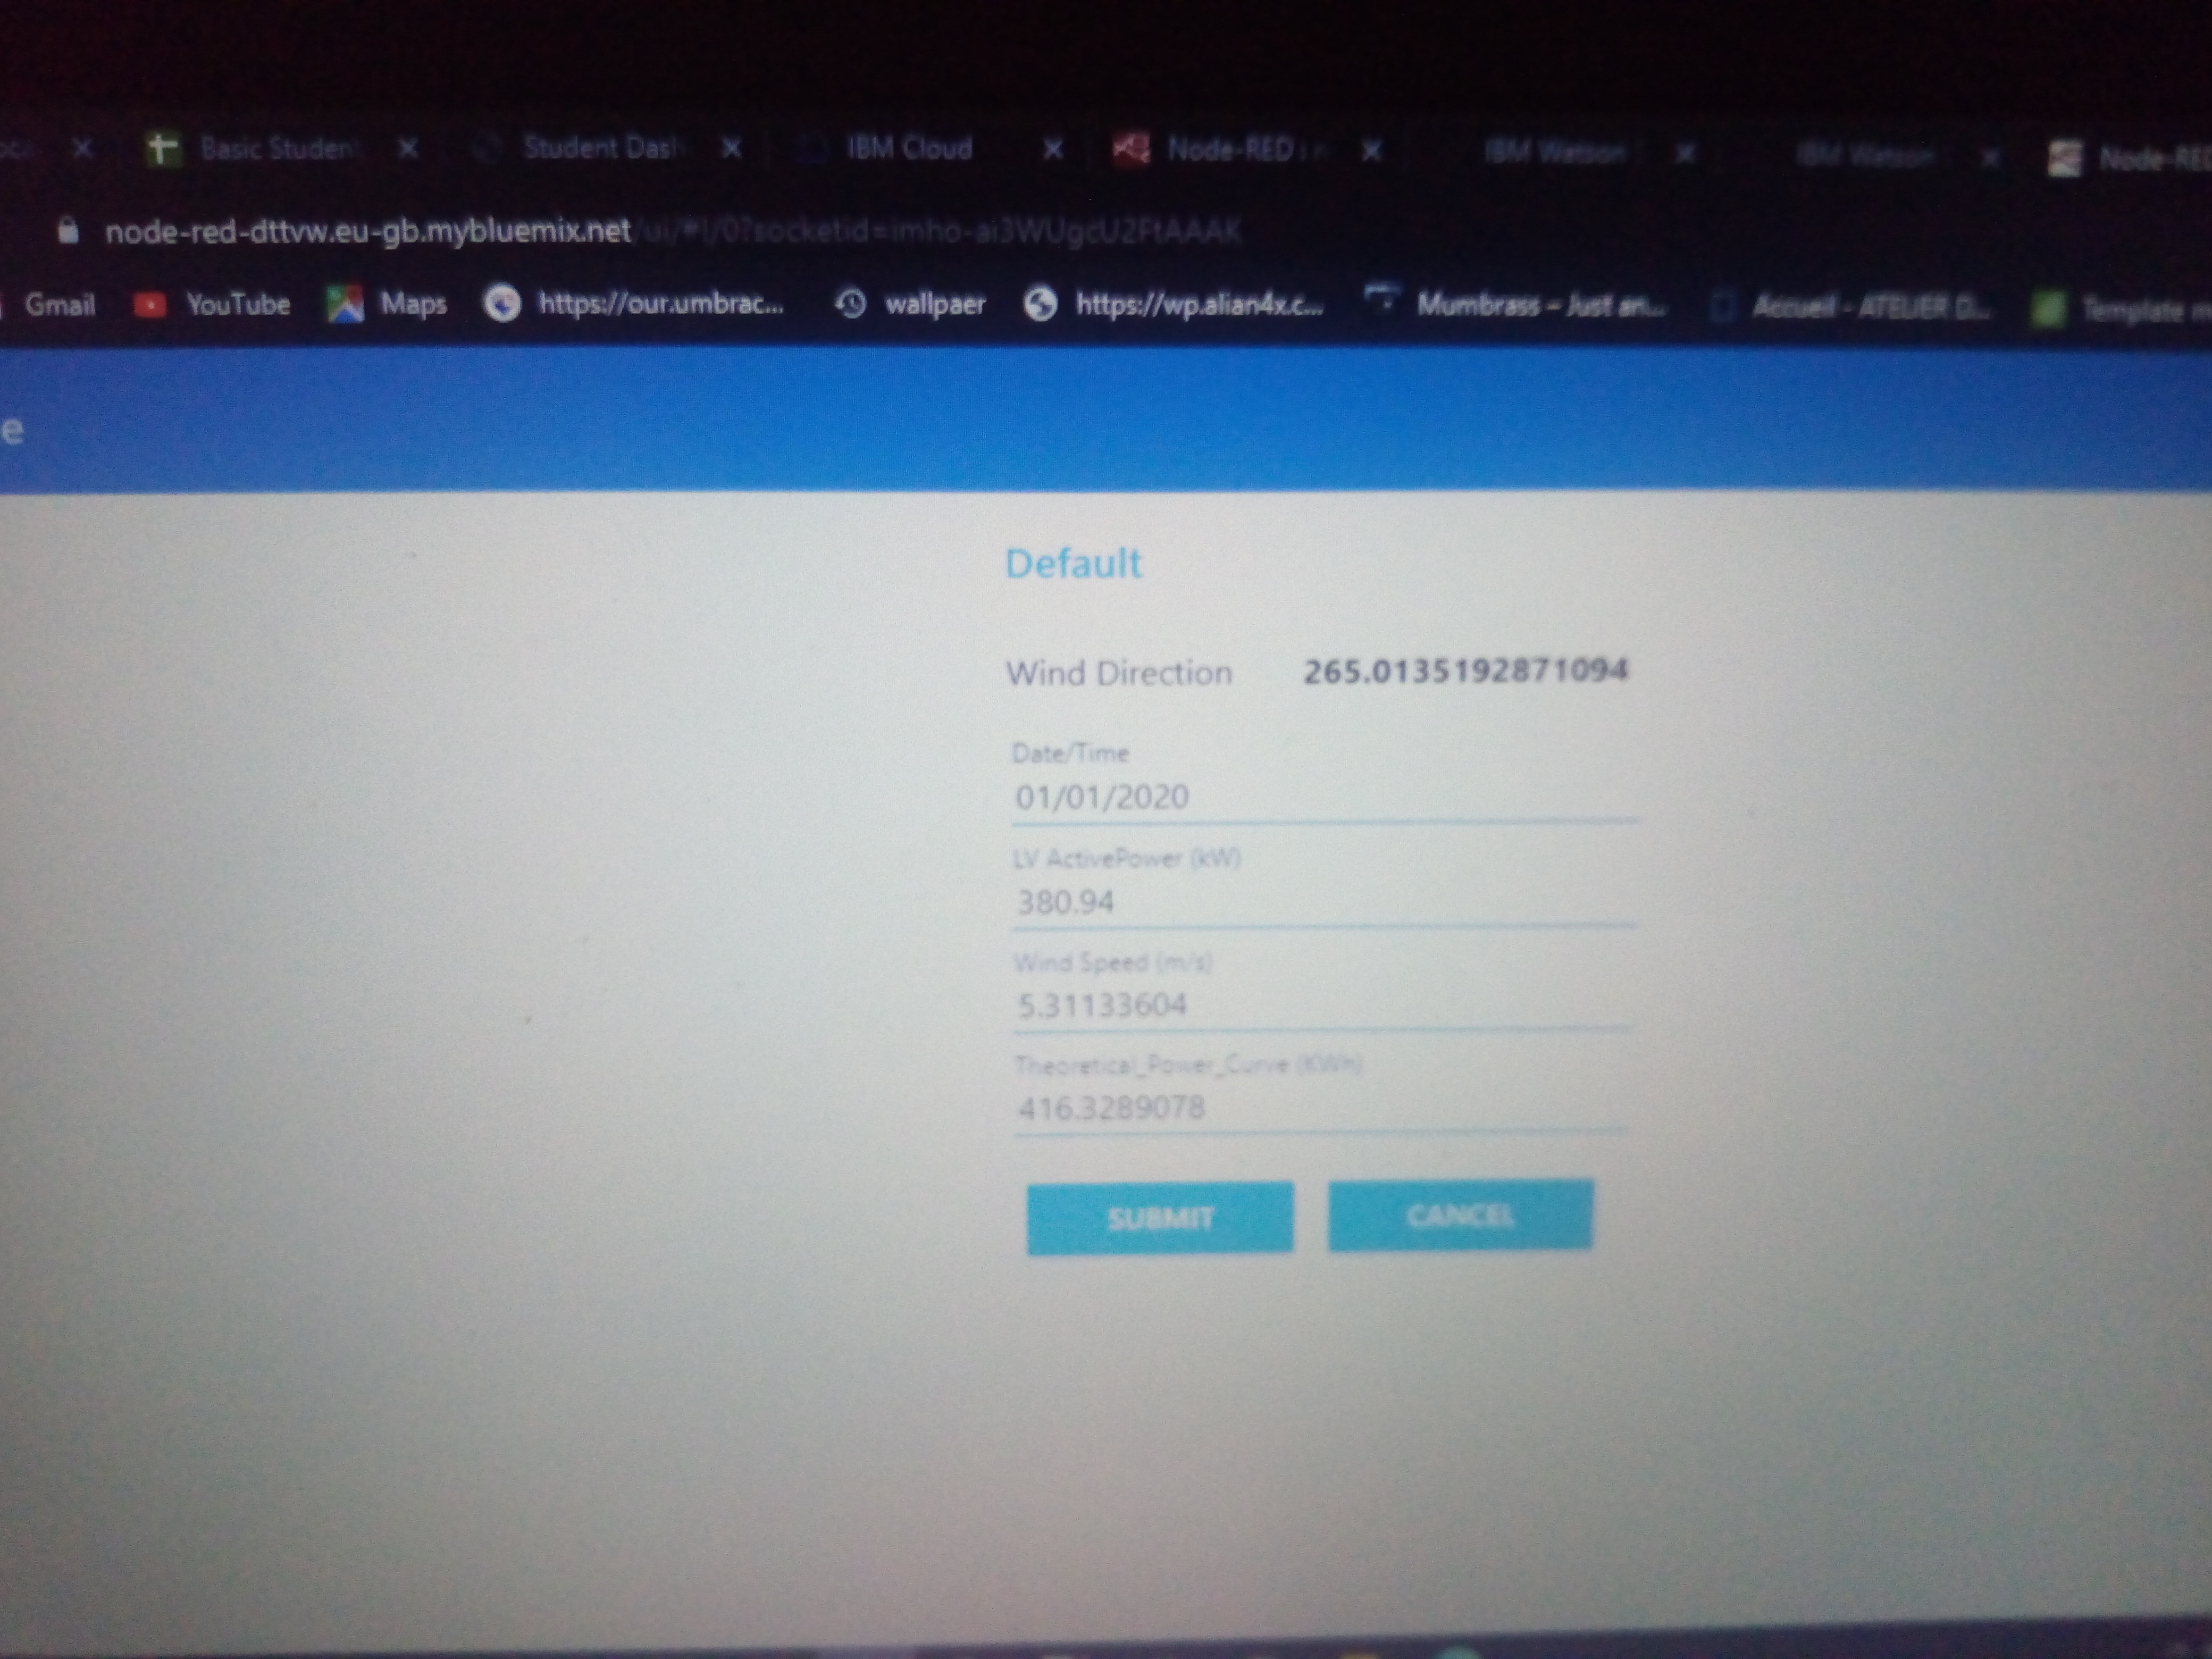 Basic Studen
Student Das
IBM Cloud
Node-RED
IBM Watson
IBM Watson
Node-RED
node-red-dttvw.eu-gb.mybluemix.net/ui/#!/0?socketid=imho-ai3WUgcU2FtAAAK
Gmail
YouTube
Maps
https://our.umbrac...
wallpaer
https://wp.alian4x.c...
Mumbrass – Just an...
Accueil - ATELIER D...
Template m
e
Default
Wind Direction 265.0135192871094
Date/Time
01/01/2020
LV ActivePower (kW)
380.94
Wind Speed (m/s)
5.31133604
Theoretical_Power_Curve (KWh)
416.3289078
SUBMIT
CANCEL